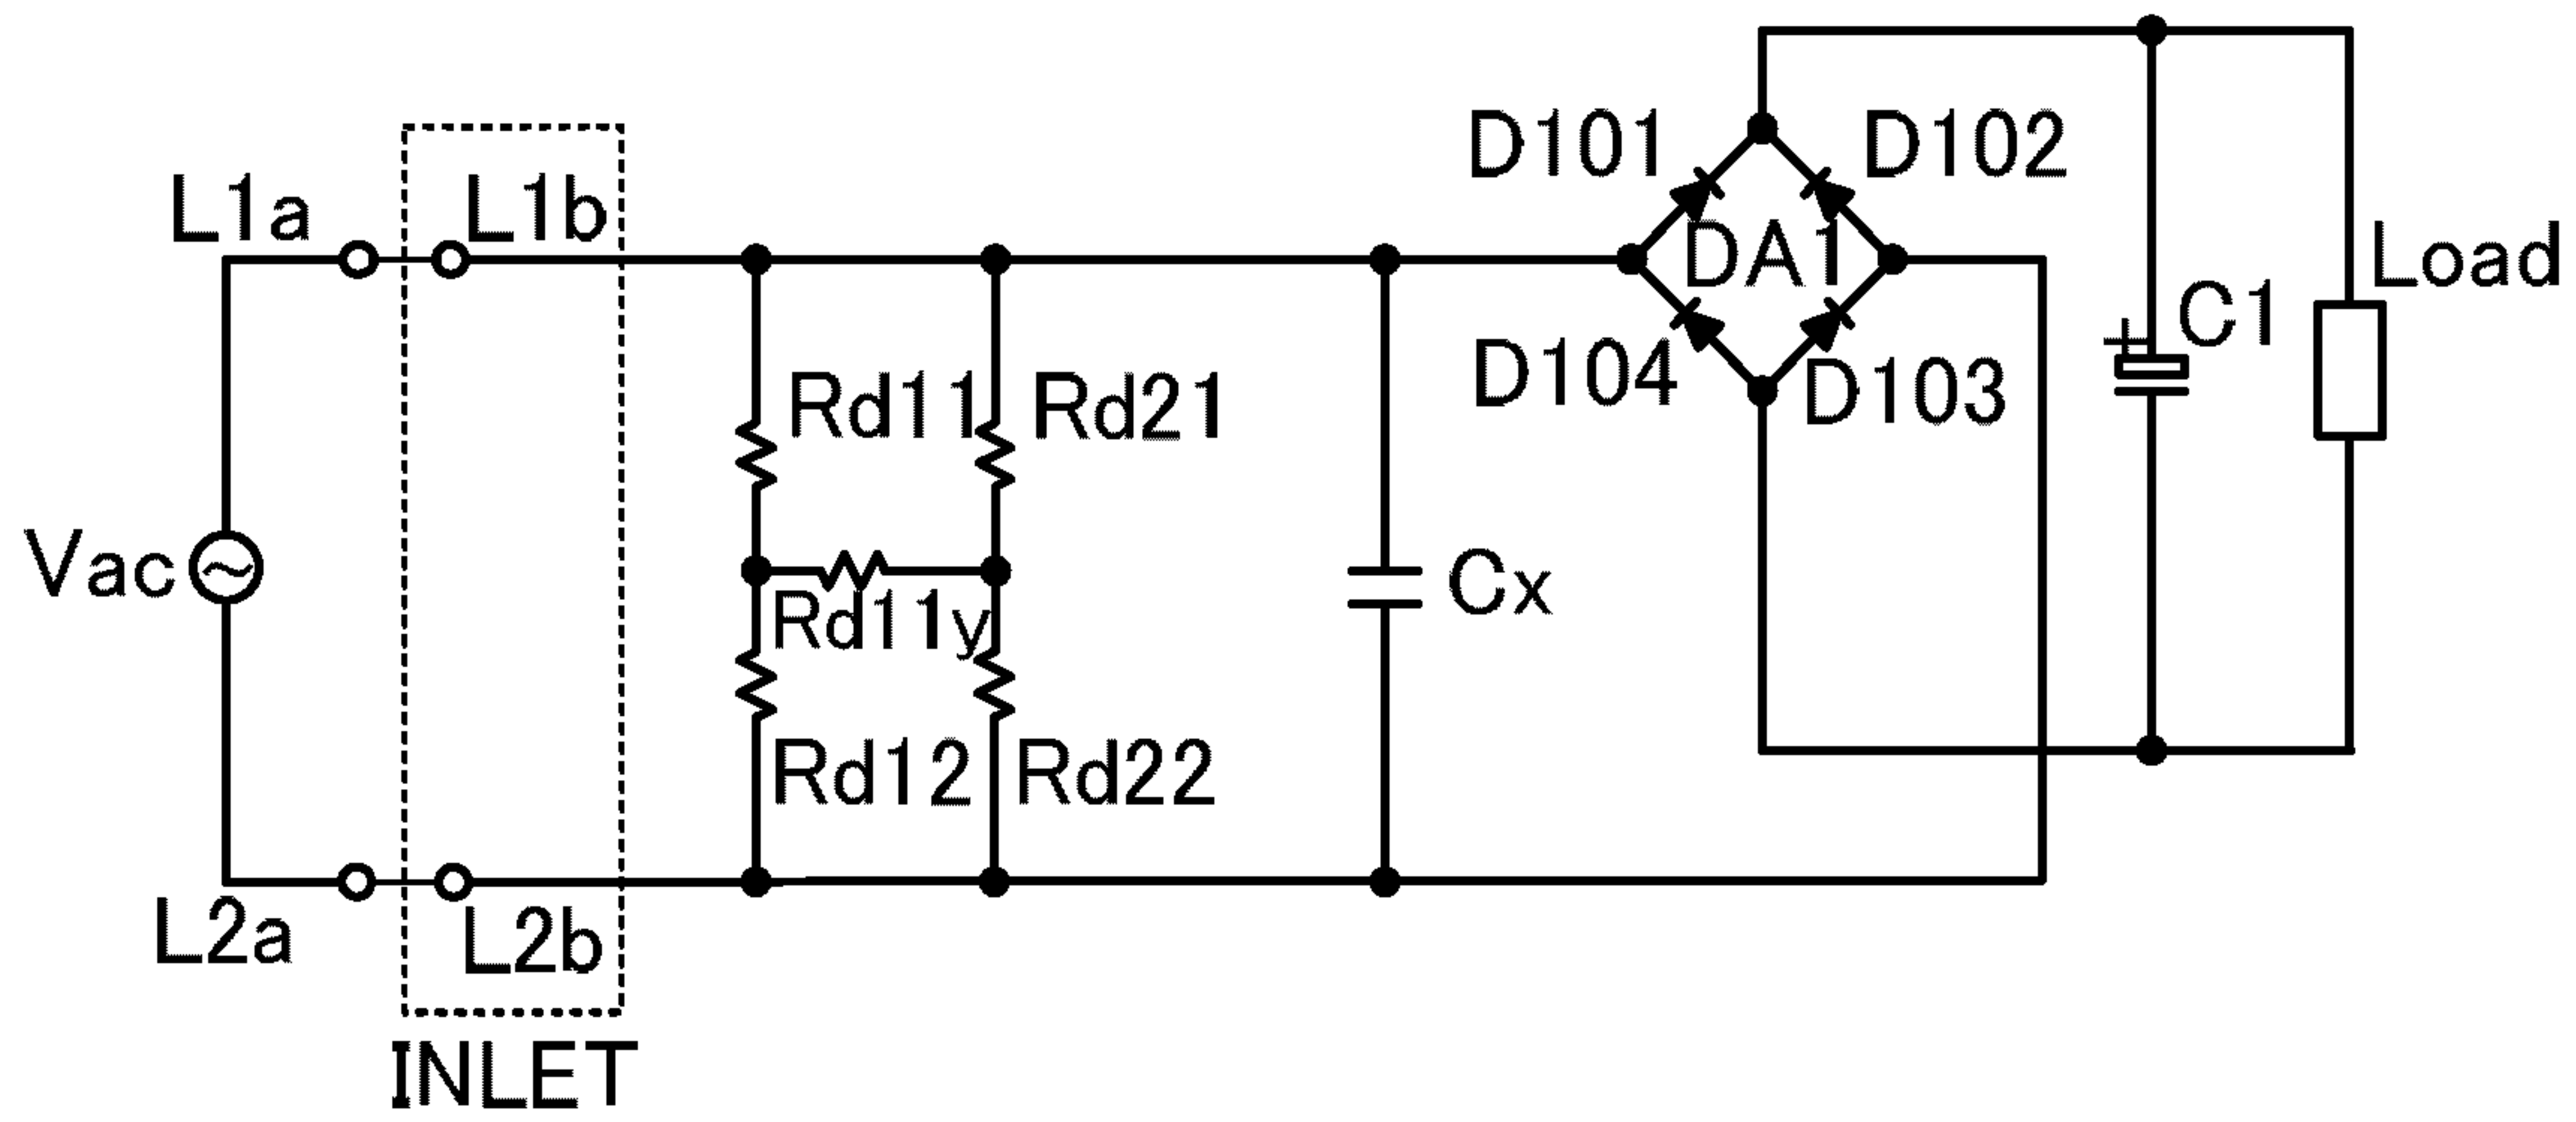 D101
D102
L1a
L1b
DA1
Load
C1
Rd11
Rd21
D104
D103
Vac
Rd11y
Cx
Rd12
Rd22
L2a
L2b
INLET